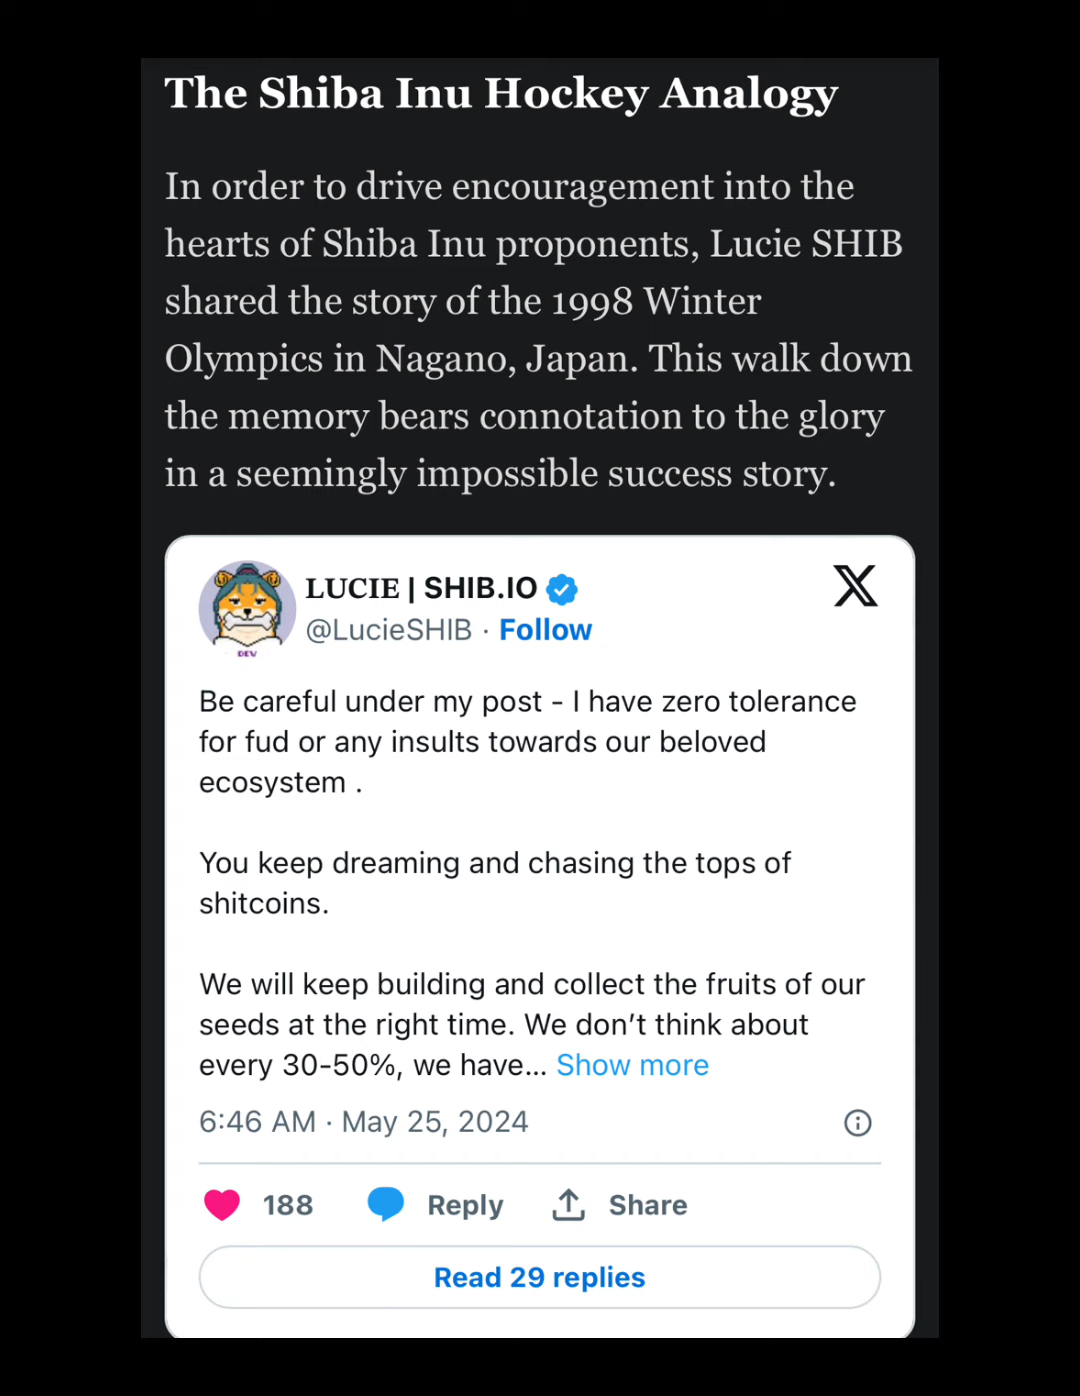 The Shiba Inu Hockey Analogy
In order to drive encouragement into the
hearts of Shiba Inu proponents, Lucie SHIB
shared the story of the 1998 Winter
Olympics in Nagano, Japan. This walk down
the memory bears connotation to the glory
in a seemingly impossible success story.
LUCIE | SHIB.IO
@LucieSHIB · Follow
DEV
Be careful under my post - I have zero tolerance
for fud or any insults towards our beloved
ecosystem .
You keep dreaming and chasing the tops of
shitcoins.
We will keep building and collect the fruits of our
seeds at the right time. We don’t think about
every 30-50%, we have... Show more
6:46 AM · May 25, 2024
188 Reply Share
Read 29 replies